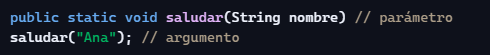 public static void saludar(String nombre) // parámetro
saludar("Ana"); // argumento